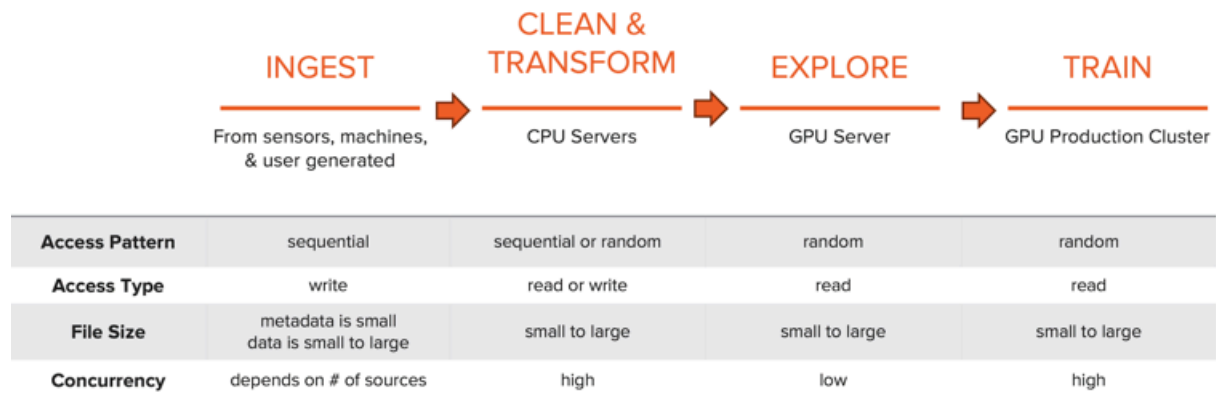 INGEST
CLEAN &
TRANSFORM
EXPLORE
TRAIN
From sensors, machines,
& user generated
CPU Servers
GPU Server
GPU Production Cluster
Access Pattern sequential sequential or random random random
Access Type write read or write read read
File Size metadata is small
data is small to large small to large small to large small to large
Concurrency depends on # of sources high low high